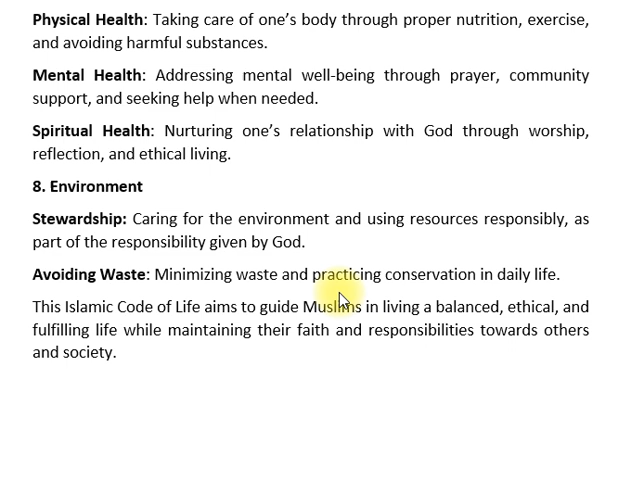 Physical Health: Taking care of one’s body through proper nutrition, exercise,
and avoiding harmful substances.
Mental Health: Addressing mental well-being through prayer, community
support, and seeking help when needed.
Spiritual Health: Nurturing one’s relationship with God through worship,
reflection, and ethical living.
8. Environment
Stewardship: Caring for the environment and using resources responsibly, as
part of the responsibility given by God.
Avoiding Waste: Minimizing waste and practicing conservation in daily life.
This Islamic Code of Life aims to guide Muslims in living a balanced, ethical, and
fulfilling life while maintaining their faith and responsibilities towards others
and society.